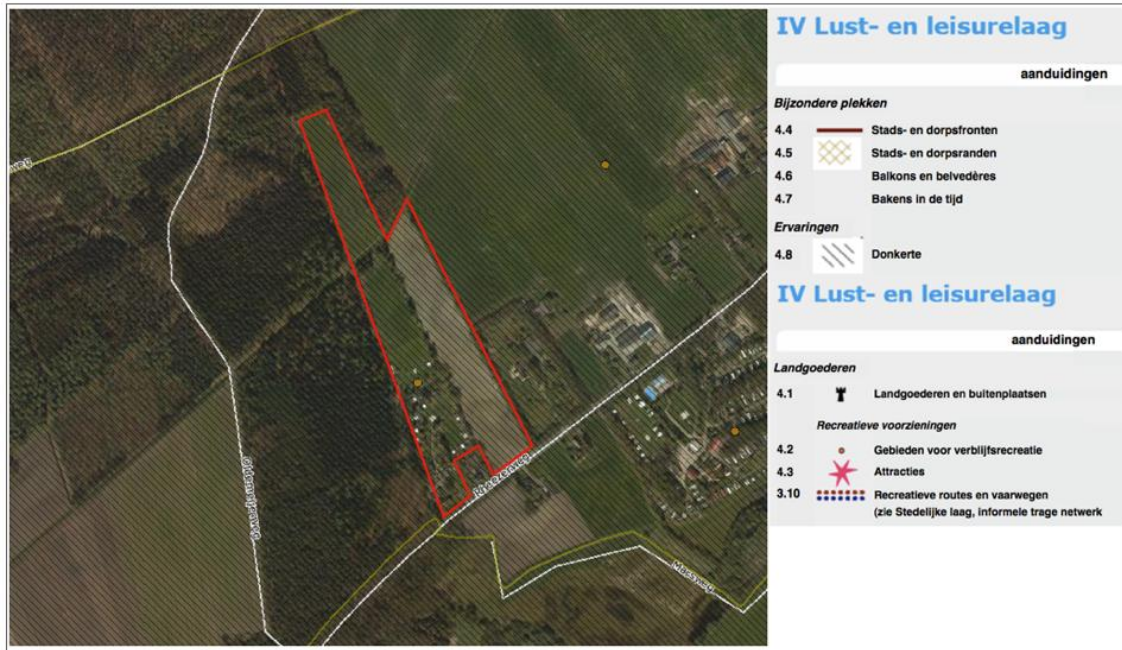 IV Lust- en leisurelaag
aanduidingen
Bijzondere plekken
4.4 Stads- en dorpsfronten
4.5 Stads- en dorpsranden
4.6 Balkons en belvedères
4.7 Bakens in de tijd
Ervaringen
4.8 Donkerte
IV Lust- en leisurelaag
aanduidingen
Landgoederen
4.1 Landgoederen en buitenplaatsen
Recreatieve voorzieningen
4.2 Gebieden voor verblijfsrecreatie
4.3 Attracties
3.10 Recreatieve routes en vaarwegen
(zie Stedelijke laag, informele trage netwerk
weg
Rheezerweg